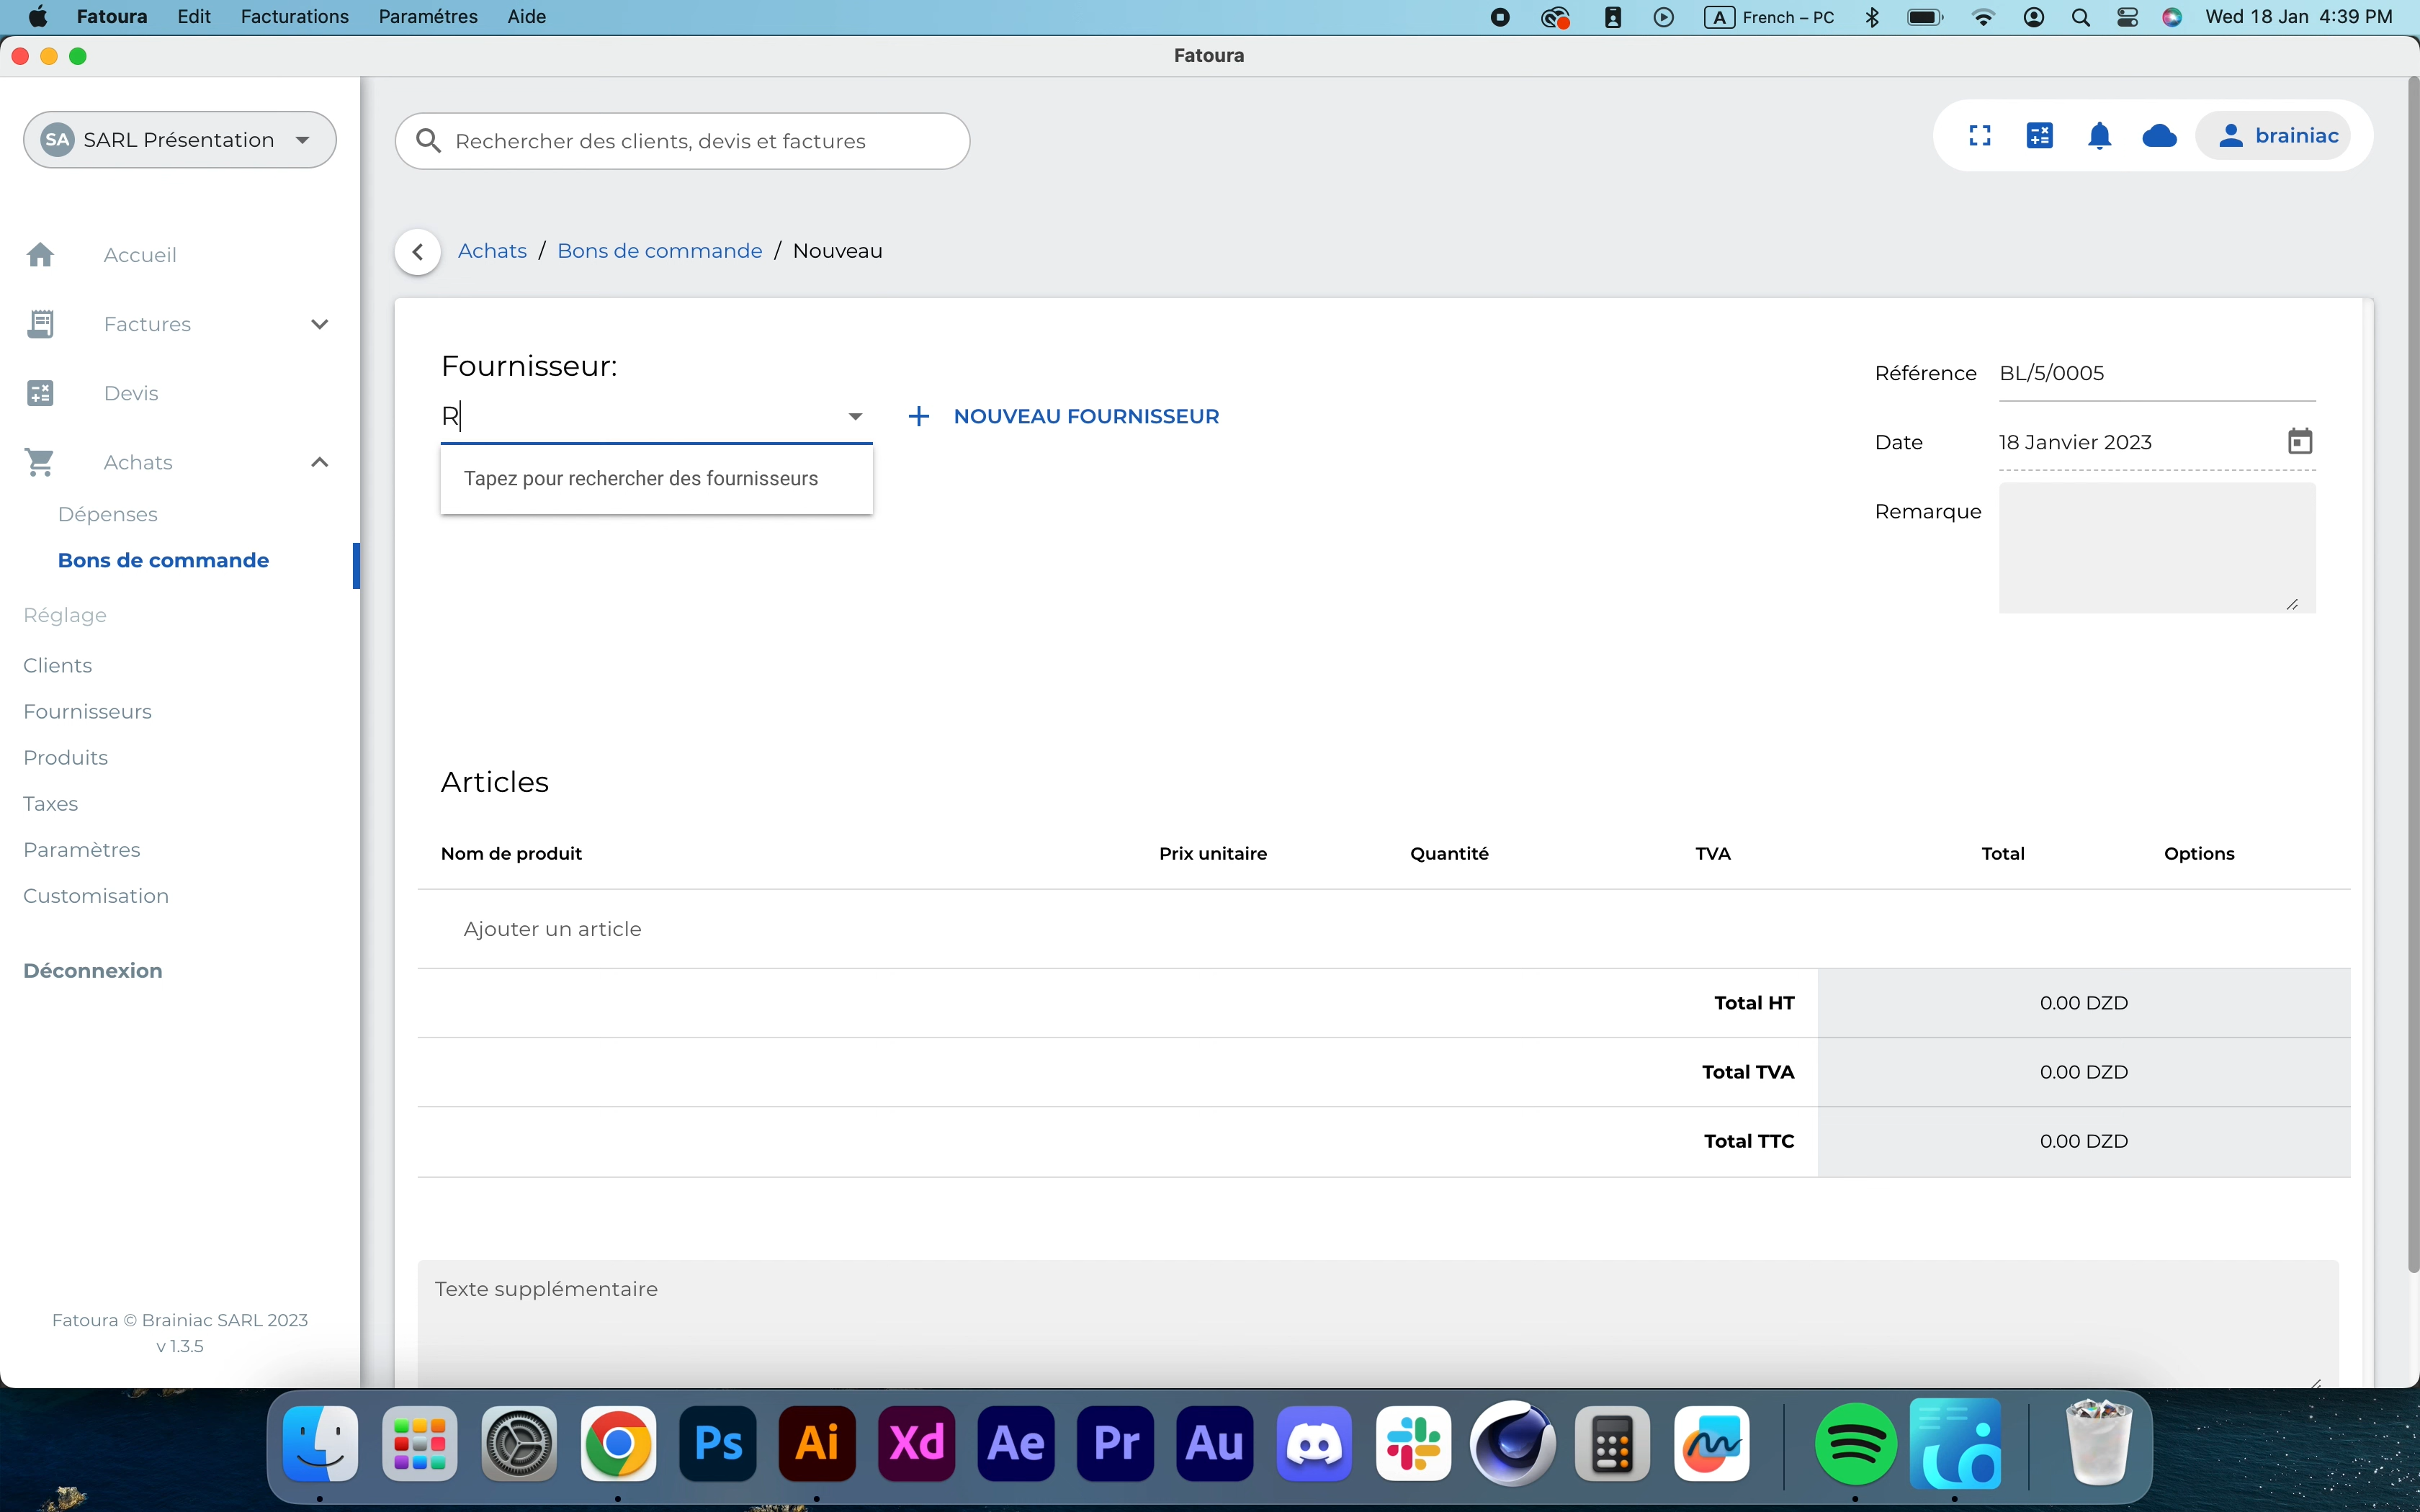 Fatoura Edit Facturations Paramétres Aide
A French – PC Wed 18 Jan 4:39 PM
Fatoura
SA SARL Présentation
Rechercher des clients, devis et factures
brainiac
Accueil
Factures
Devis
Achats
Dépenses
Bons de commande
Réglage
Clients
Fournisseurs
Produits
Taxes
Paramètres
Customisation
Déconnexion
Fatoura © Brainiac SARL 2023
v 1.3.5
Achats / Bons de commande / Nouveau
Fournisseur:
R
NOUVEAU FOURNISSEUR
Tapez pour rechercher des fournisseurs
Référence BL/5/0005
Date 18 Janvier 2023
Remarque
Articles
Nom de produit Prix unitaire Quantité TVA Total Options
Ajouter un article
Total HT 0.00 DZD
Total TVA 0.00 DZD
Total TTC 0.00 DZD
Texte supplémentaire
Ps Ai Xd Ae Pr Au